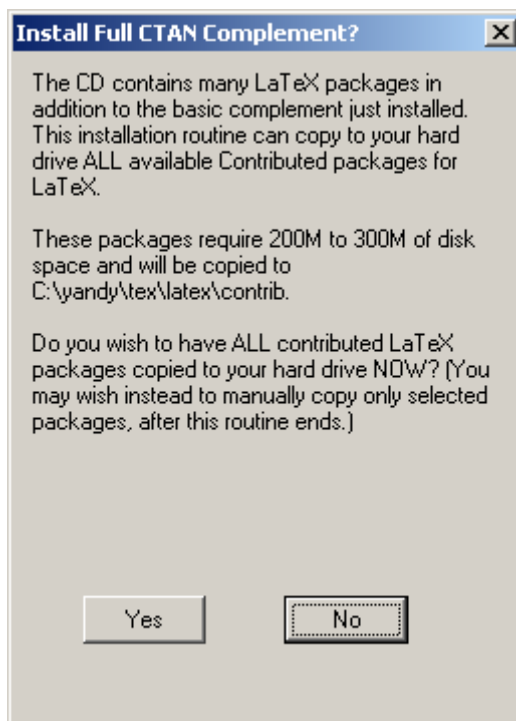 Install Full CTAN Complement?
The CD contains many LaTeX packages in
addition to the basic complement just installed.
This installation routine can copy to your hard
drive ALL available Contributed packages for
LaTeX.
These packages require 200M to 300M of disk
space and will be copied to
C:\yandy\tex\latex\contrib.
Do you wish to have ALL contributed LaTeX
packages copied to your hard drive NOW? (You
may wish instead to manually copy only selected
packages, after this routine ends.)
Yes No